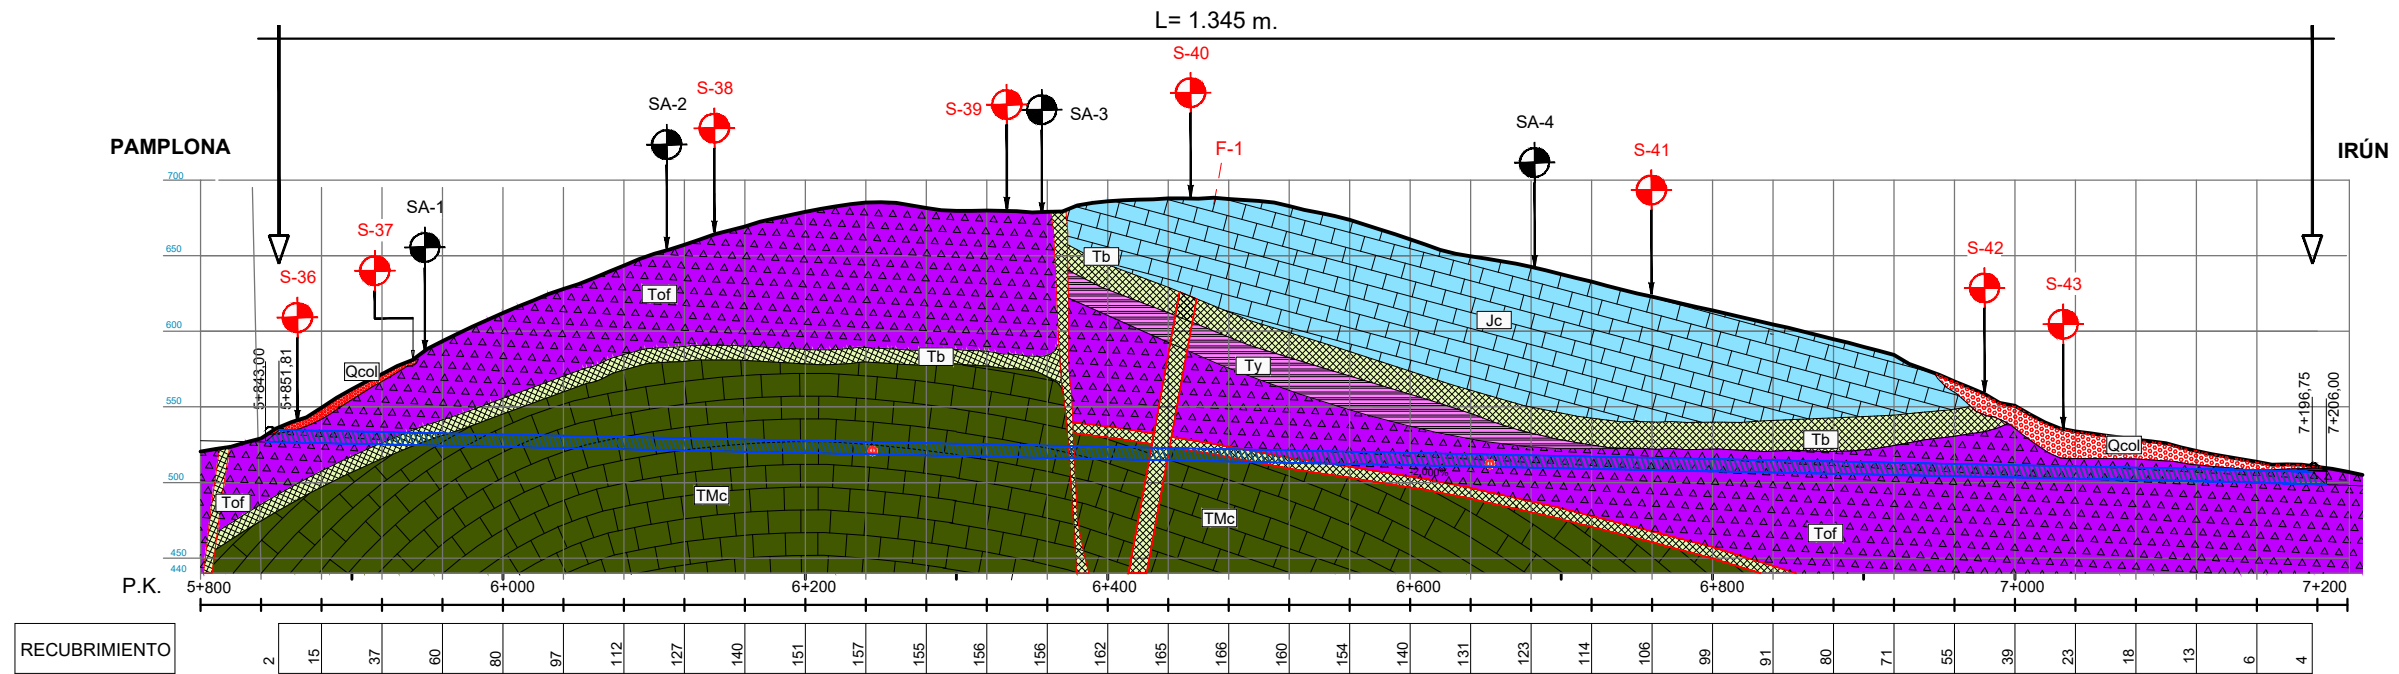 L= 1.345 m.
S-40
S-38
SA-2
S-39
SA-3
SA-4
F-1
S-41
PAMPLONA
IRÚN
700
SA-1
S-37
650
Tb
S-42
S-36
Tof
S-43
600
Jc
Tb
Ty
Qcol
5+843,00
5+851,81
7+196,75
7+206,00
550
Tb
Qcol
-2,000
500
Tof
TMc
TMc
Tof
450
440
P.K.
5+800
6+000
6+200
6+400
6+600
6+800
7+000
7+200
RECUBRIMIENTO
2 15 37 60 80 97 112 127 140 151 157 155 156 156 162 165 166 160 154 140 131 123 114 106 99 91 80 71 55 39 23 18 13 6 4